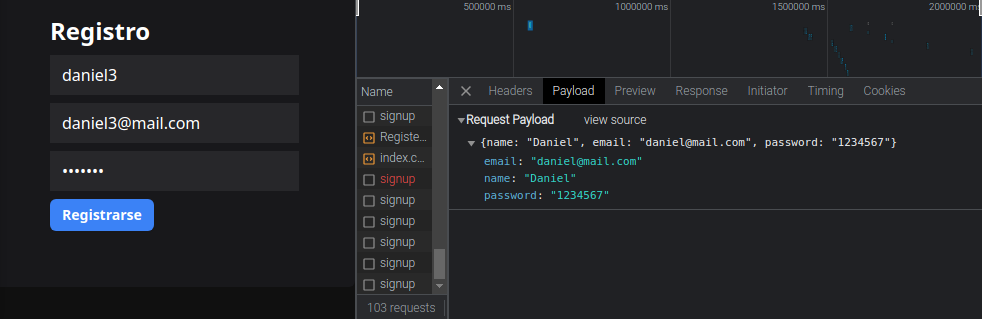 Registro
daniel3
daniel3@mail.com
•••••••
Registrarse
500000 ms
1000000 ms
1500000 ms
2000000 ms
Name
signup
Registe...
index.c...
signup
signup
signup
signup
signup
signup
103 requests
Headers
Payload
Preview
Response
Initiator
Timing
Cookies
Request Payload
view source
{name: "Daniel", email: "daniel@mail.com", password: "1234567"}
email: "daniel@mail.com"
name: "Daniel"
password: "1234567"